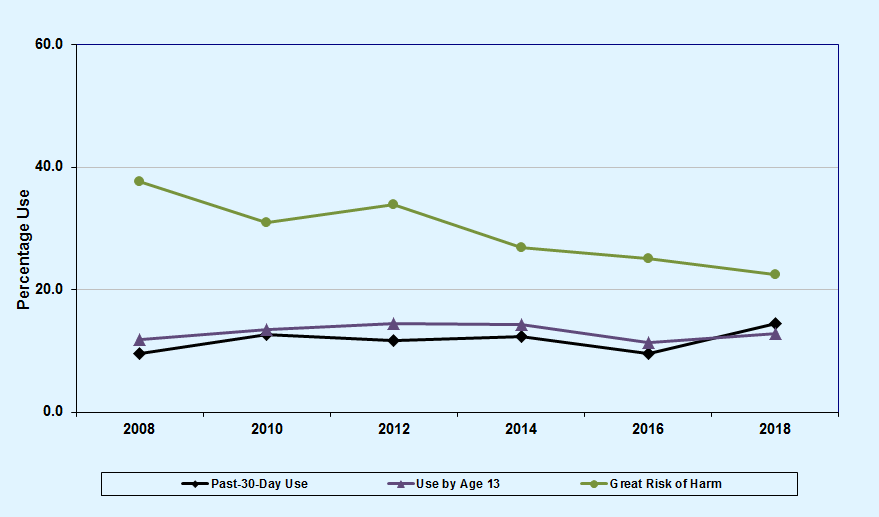 60.0
40.0
20.0
0.0
Percentage Use
2008 2010 2012 2014 2016 2018
Past-30-Day Use Use by Age 13 Great Risk of Harm